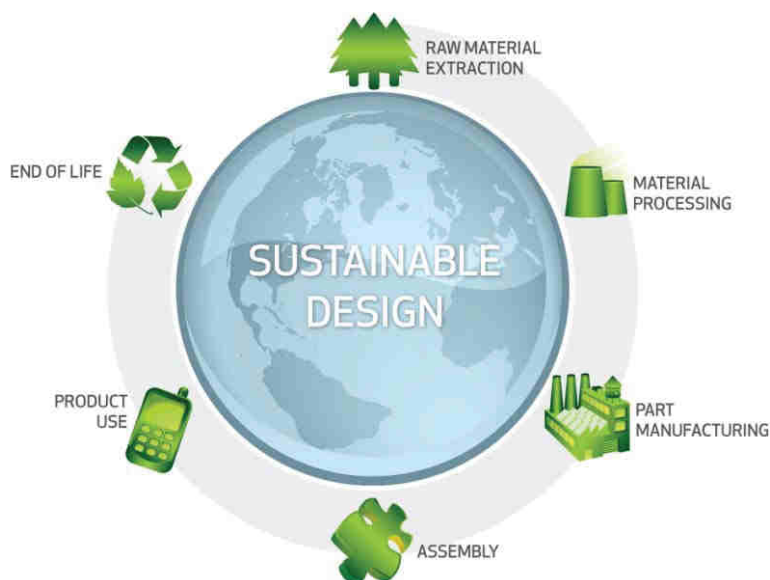 RAW MATERIAL
EXTRACTION
END OF LIFE
MATERIAL
PROCESSING
SUSTAINABLE
DESIGN
PRODUCT
USE
PART
MANUFACTURING
ASSEMBLY